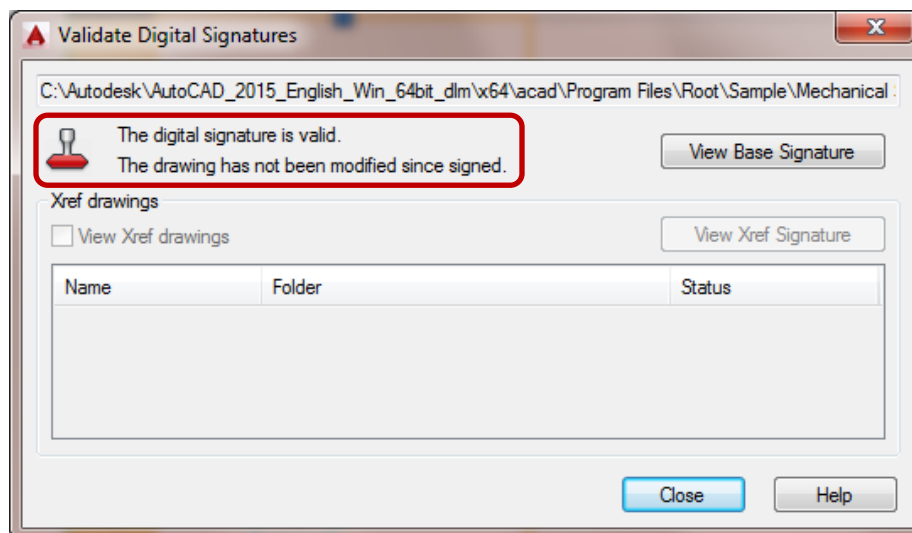 Validate Digital Signatures
C:\Autodesk\AutoCAD_2015_English_Win_64bit_dlm\x64\acad\Program Files\Root\Sample\Mechanical
The digital signature is valid.
The drawing has not been modified since signed.
View Base Signature
Xref drawings
View Xref drawings
View Xref Signature
Name Folder Status
Close Help